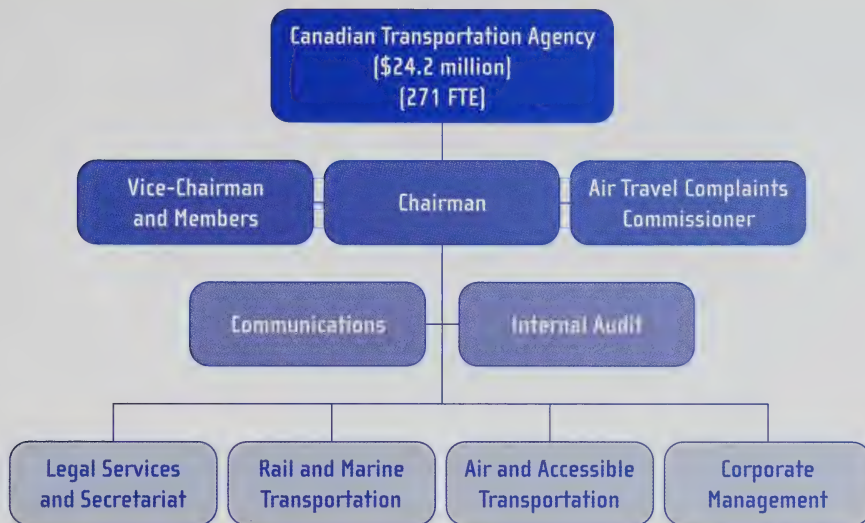 Canadian Transportation Agency
($24.2 million)
(271 FTE)
Vice-Chairman
and Members
Chairman
Air Travel Complaints
Commissioner
Communications
Internal Audit
Legal Services
and Secretariat
Rail and Marine
Transportation
Air and Accessible
Transportation
Corporate
Management